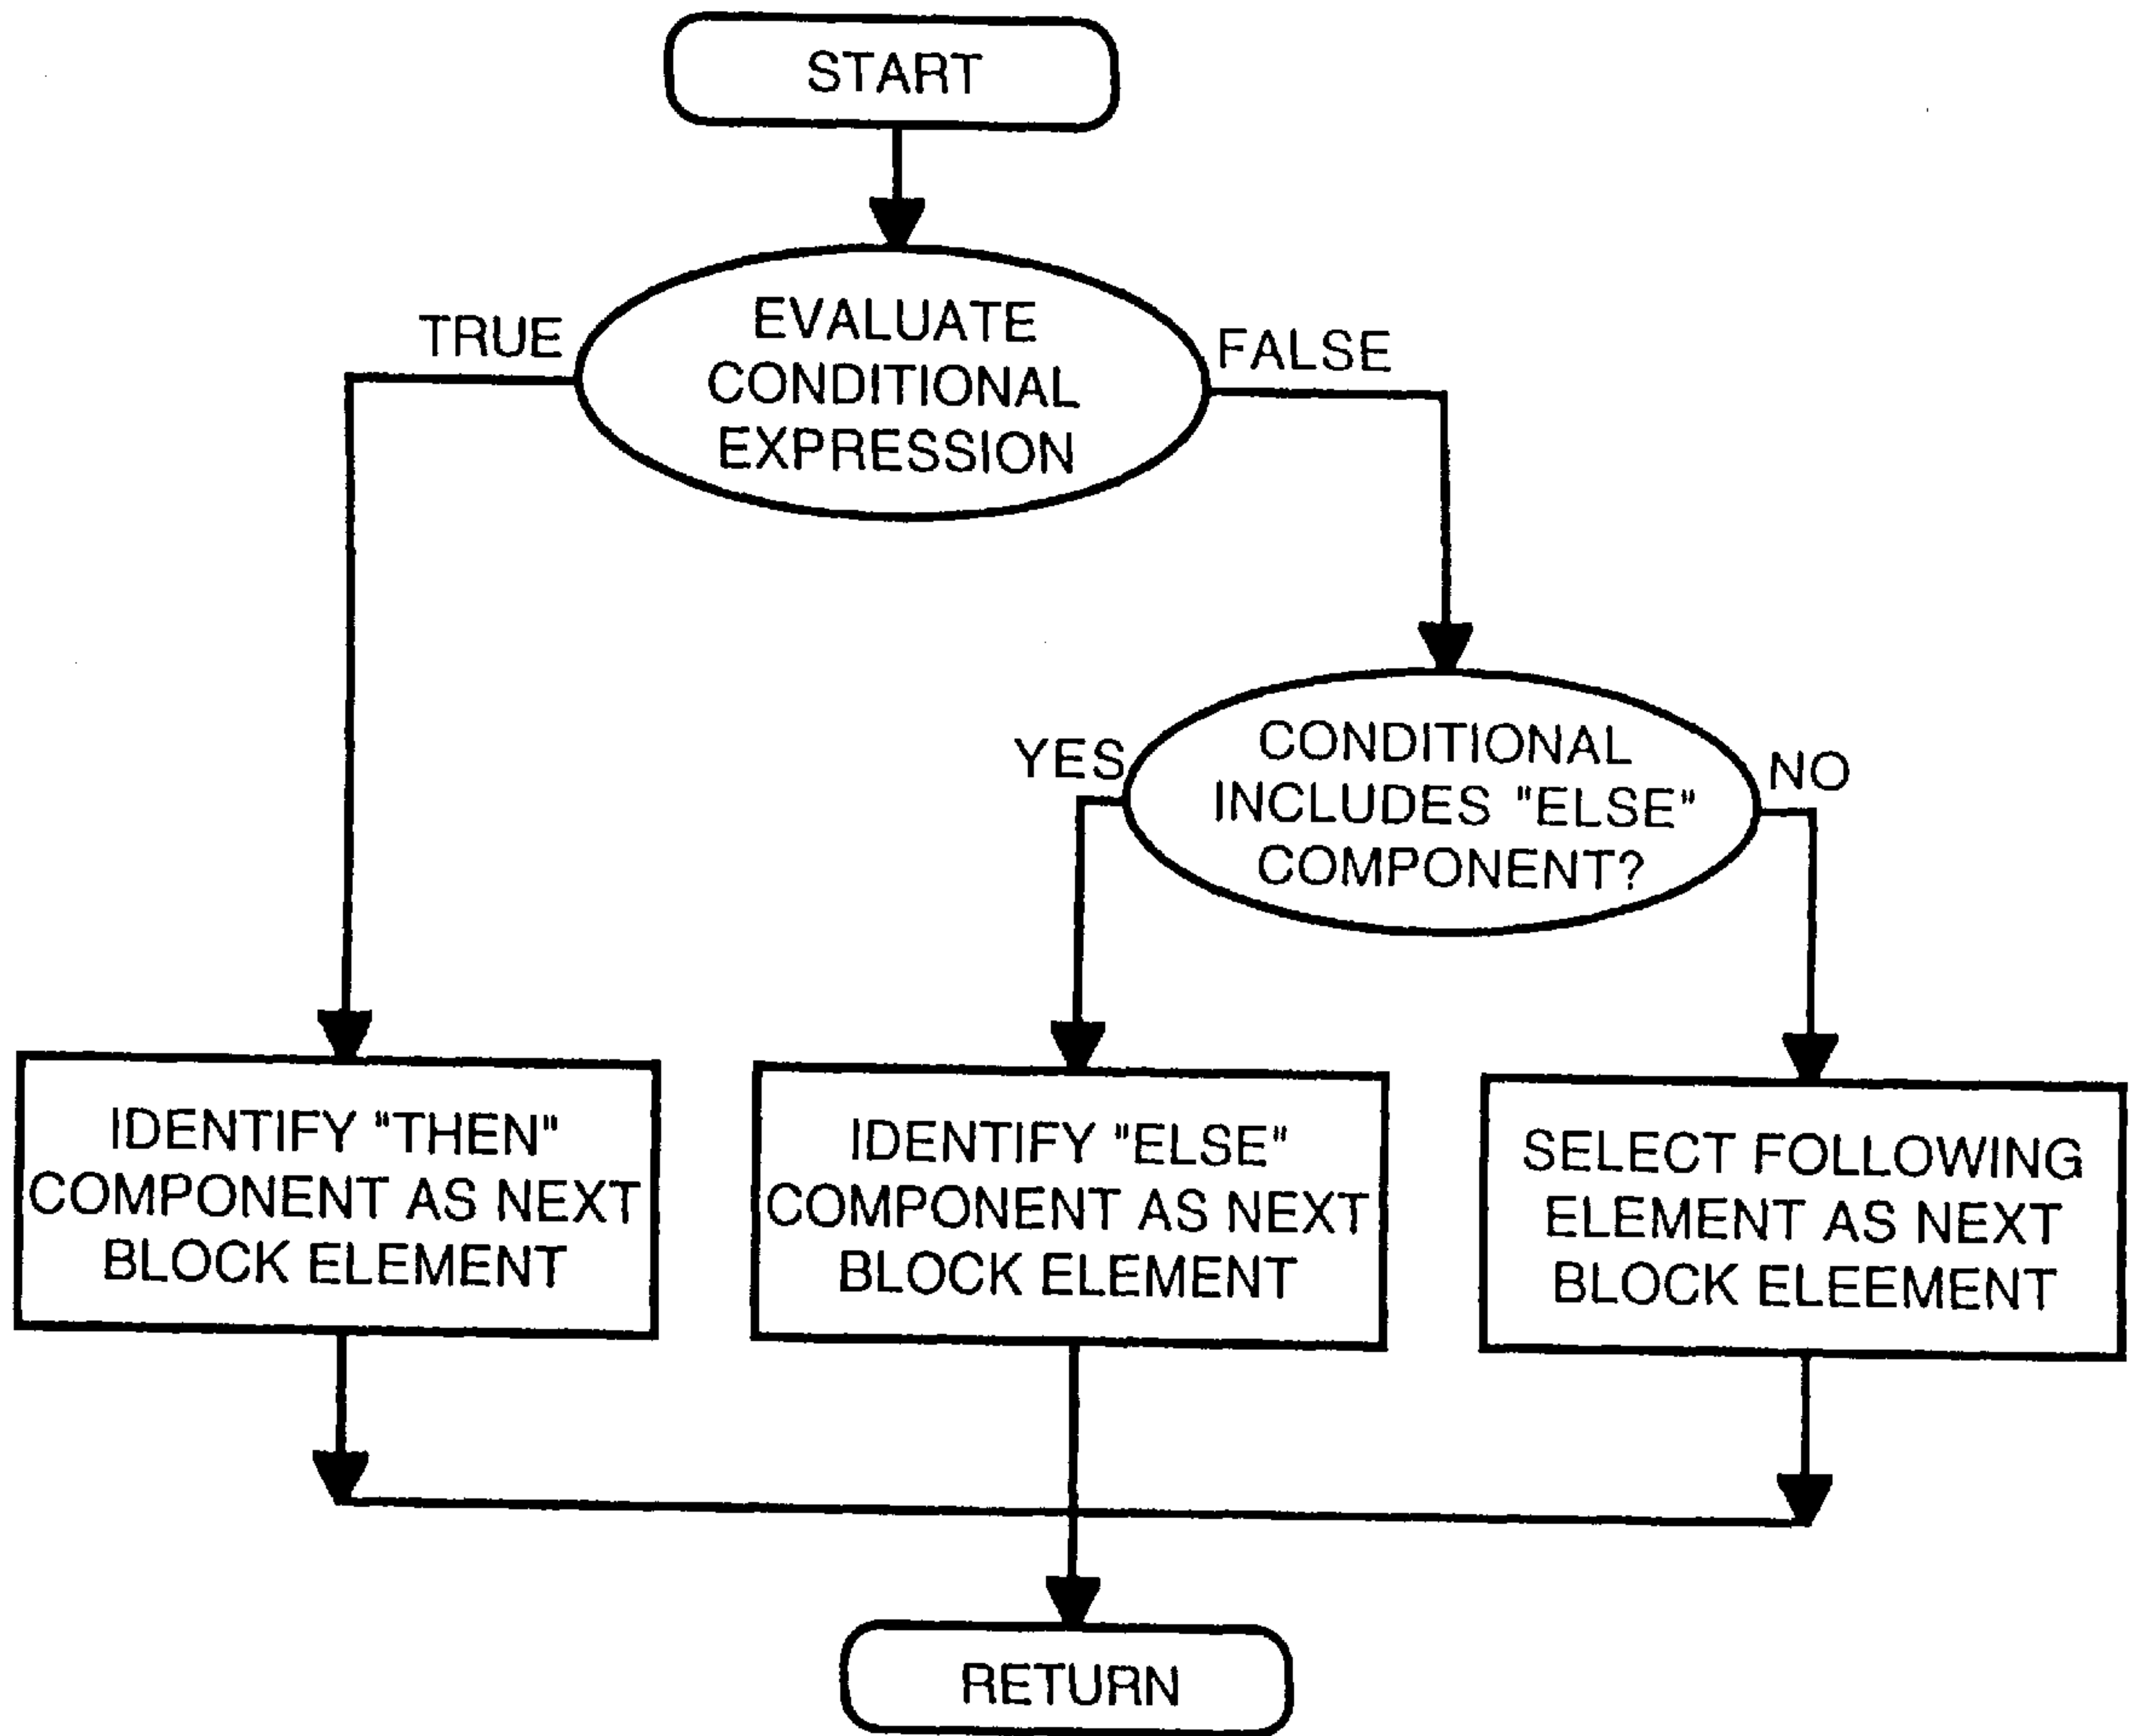 START
EVALUATE
CONDITIONAL
EXPRESSION
TRUE
FALSE
CONDITIONAL
INCLUDES "ELSE"
COMPONENT?
YES
NO
IDENTIFY "THEN"
COMPONENT AS NEXT
BLOCK ELEMENT
IDENTIFY "ELSE"
COMPONENT AS NEXT
BLOCK ELEMENT
SELECT FOLLOWING
ELEMENT AS NEXT
BLOCK ELEEMENT
RETURN